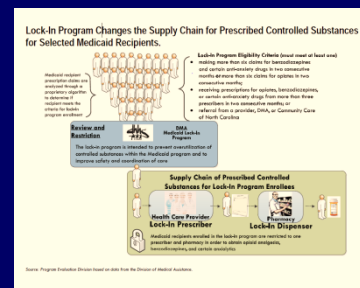 Lock-In Program Changes the Supply Chain for Prescribed Controlled Substances
for Selected Medicaid Recipients.
Lock-In Program Eligibility Criteria (must meet at least one)
• making more than six claims for benzodiazepines
and certain anti-anxiety drugs in two consecutive
months or more than six claims for opiates in two
consecutive months;
• receiving prescriptions for opiates, benzodiazepines,
or certain anti-anxiety drugs from more than three
prescribers in two consecutive months; or
• referral from a provider, DMA, or Community Care
of North Carolina
Medicaid recipient
prescription claims are
analyzed through a
proprietary algorithm
to determine if
recipient meets the
criteria for lock-in
program enrollment
Review and
Restriction
DMA
Medicaid Lock-In
Program
The lock-in program is intended to prevent overutilization of
controlled substances within the Medicaid program and to
improve safety and coordination of care
Supply Chain of Prescribed Controlled
Substances for Lock-In Program Enrollees
Health Care Provider
Lock-In Prescriber
Pharmacy
Lock-In Dispenser
Medicaid recipients enrolled in the lock-in program are restricted to one
prescriber and pharmacy in order to obtain opioid analgesics,
benzodiazepines, and certain anxiolytics
Source: Program Evaluation Division based on data from the Division of Medical Assistance.